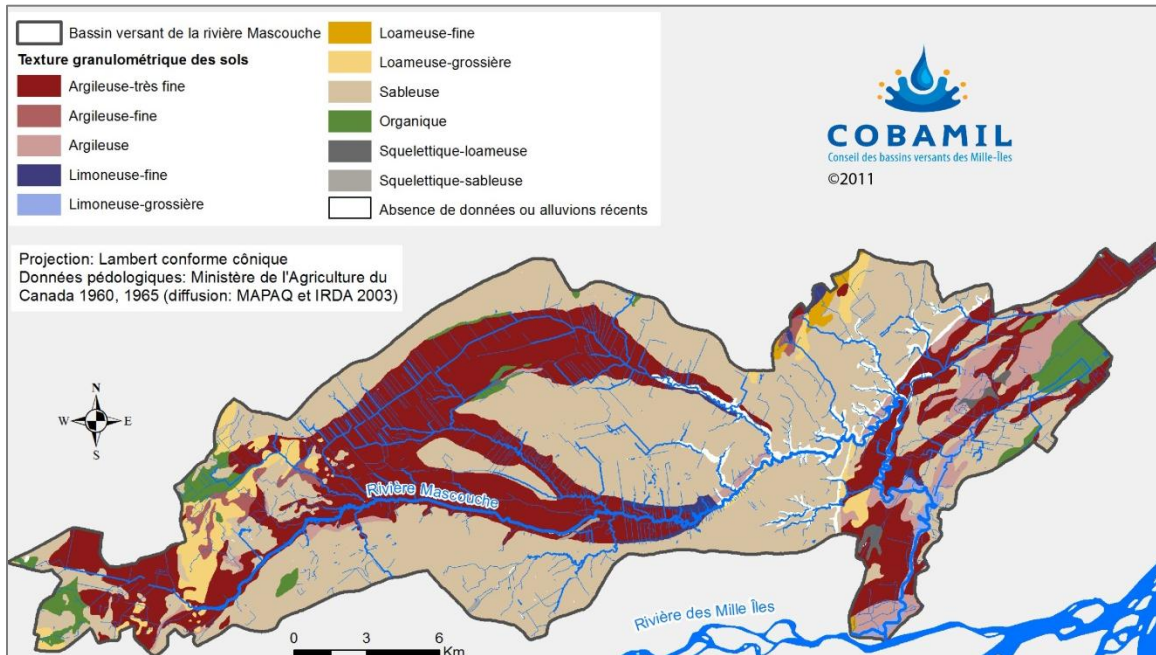 Bassin versant de la rivière Mascouche
Texture granulométrique des sols
Argileuse-très fine
Argileuse-fine
Argileuse
Limoneuse-fine
Limoneuse-grossière
Loameuse-fine
Loameuse-grossière
Sableuse
Organique
Squelettique-loameuse
Squelettique-sableuse
Absence de données ou alluvions récents
COBAMIL
Conseil des bassins versants des Mille-Îles
©2011
Projection: Lambert conforme cônique
Données pédologiques: Ministère de l'Agriculture du
Canada 1960, 1965 (diffusion: MAPAQ et IRDA 2003)
N
W E
S
Rivière Mascouche
Rivière des Mille Îles
0 3 6
Km